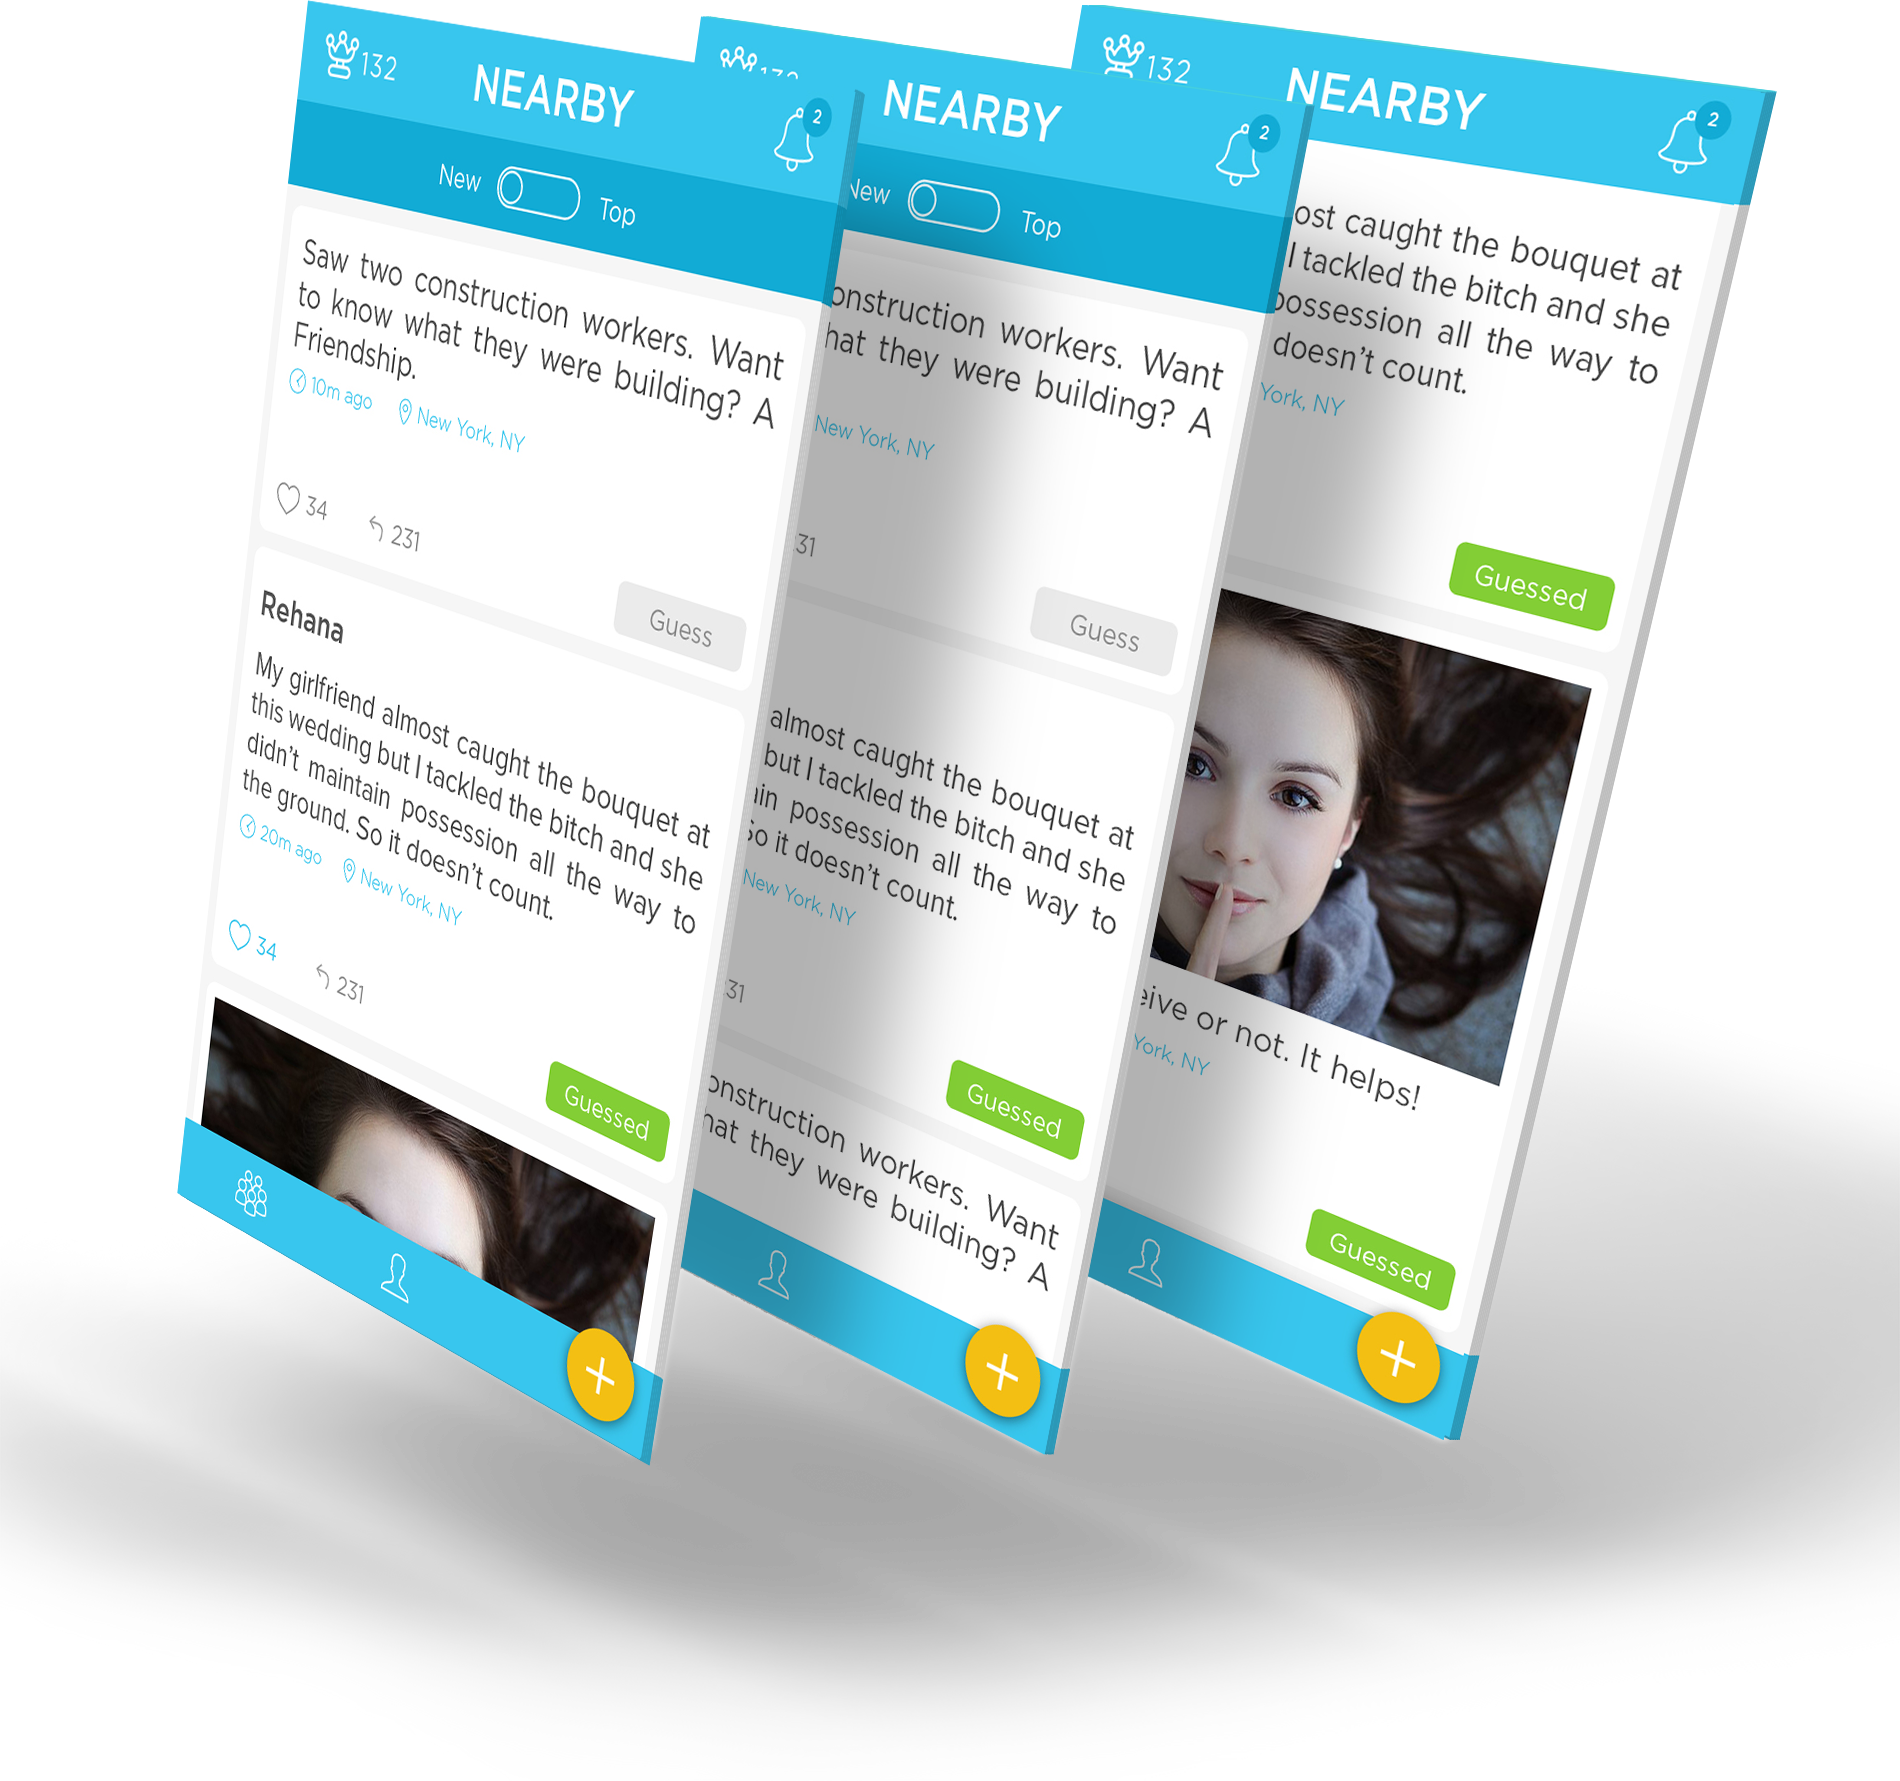 132
NEARBY
2
New
Top
Saw two construction workers. Want
to know what they were building? A
Friendship.
10m ago
New York, NY
34
231
Guess
Rehana
My girlfriend almost caught the bouquet at
this wedding but I tackled the bitch and she
didn't maintain possession all the way to
the ground. So it doesn't count.
20m ago
New York, NY
34
231
Guessed
NEARBY
2
New
Top
onstruction workers. Want
hat they were building? A
New York, NY
31
Guess
almost caught the bouquet at
but I tackled the bitch and she
ain possession all the way to
So it doesn't count.
New York, NY
231
Guessed
onstruction workers. Want
hat they were building? A
132
NEARBY
2
ost caught the bouquet at
I tackled the bitch and she
possession all the way to
doesn't count.
York, NY
Guessed
eive or not. It helps!
York, NY
Guessed